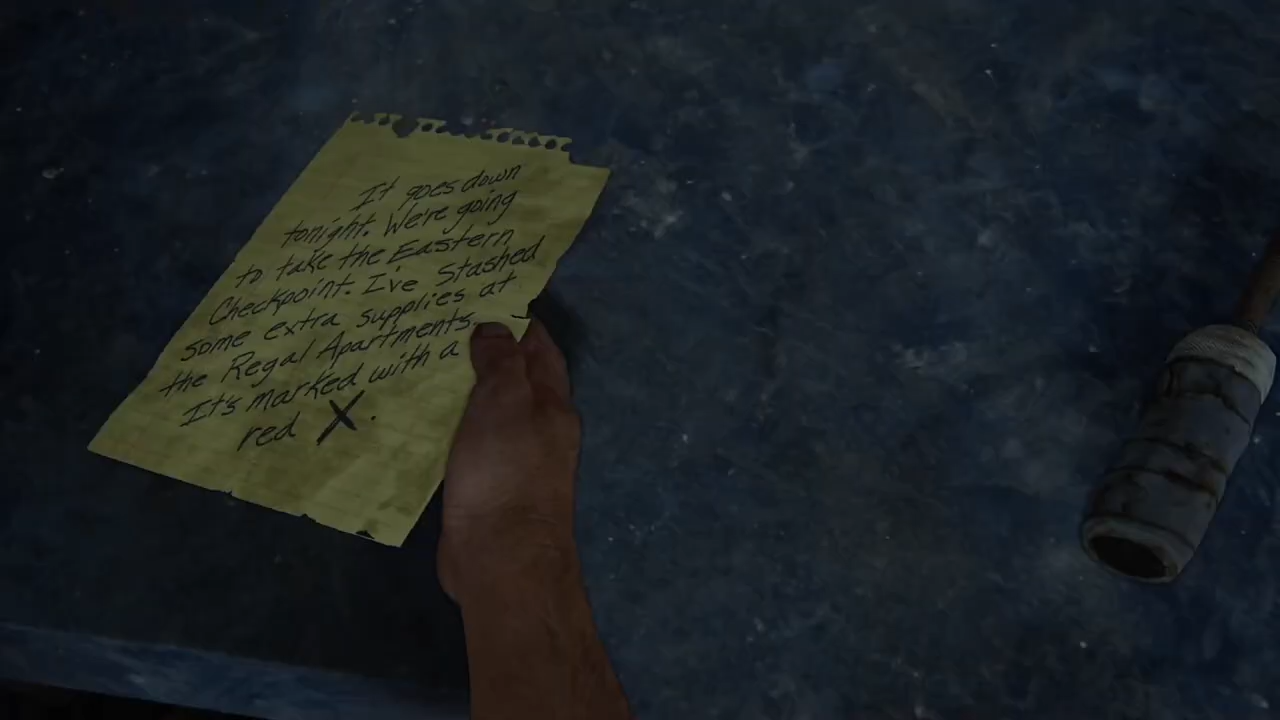 It goes down
tonight. We're going
to take the Eastern
Checkpoint. I've Stashed
some extra supplies at
the Regal Apartments.
It's marked with a
red X.